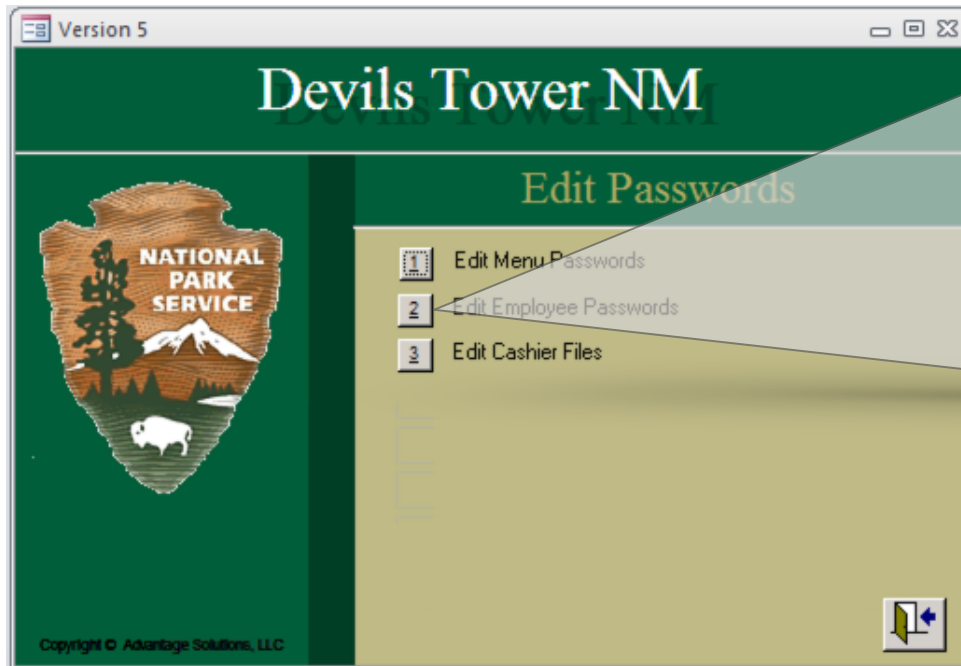 Version 5
Devils Tower NM
Edit Passwords
NATIONAL
PARK
SERVICE
1 Edit Menu Passwords
2 Edit Employee Passwords
3 Edit Cashier Files
Copyright © Advantage Solutions, LLC